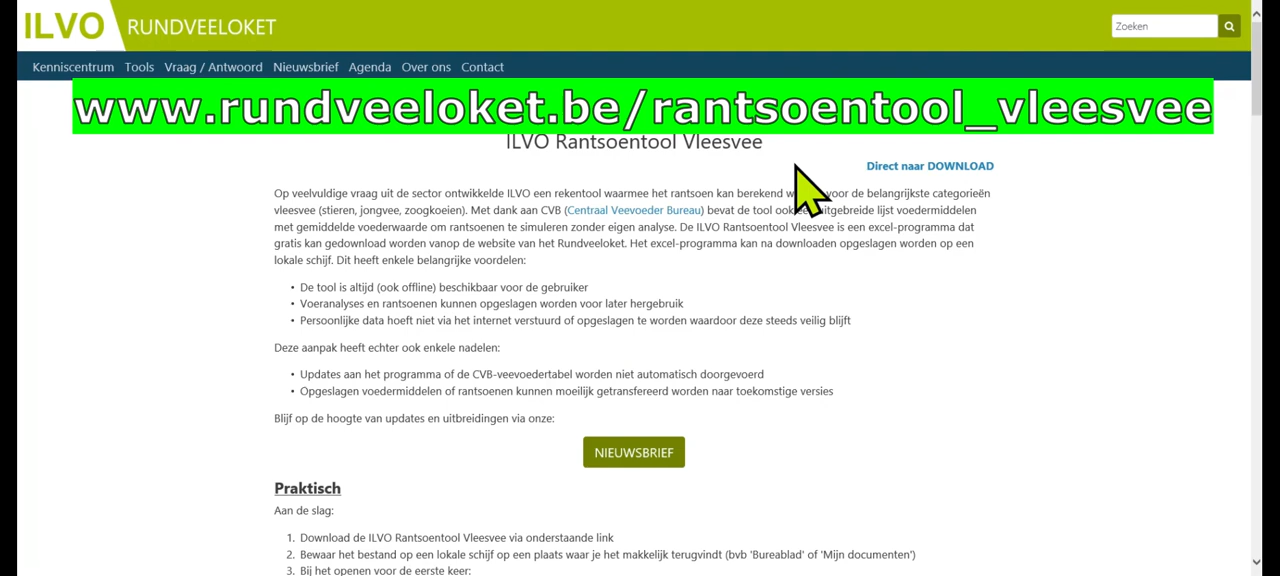 ILVO RUNDVEELOKET
Zoeken
Kenniscentrum Tools Vraag / Antwoord Nieuwsbrief Agenda Over ons Contact
www.rundveeloket.be/rantsoentool_vleesvee
ILVO Rantsoentool Vleesvee
Direct naar DOWNLOAD
Op veelvuldige vraag uit de sector ontwikkelde ILVO een rekentool waarmee het rantsoen kan berekend voor de belangrijkste categorieën
vleesvee (stieren, jongvee, zoogkoeien). Met dank aan CVB (Centraal Veevoeder Bureau) bevat de tool ook uitgebreide lijst voedermiddelen
met gemiddelde voederwaarde om rantsoenen te simuleren zonder eigen analyse. De ILVO Rantsoentool Vleesvee is een excel-programma dat
gratis kan gedownload worden vanop de website van het Rundveeloket. Het excel-programma kan na downloaden opgeslagen worden op een
lokale schijf. Dit heeft enkele belangrijke voordelen:
• De tool is altijd (ook offline) beschikbaar voor de gebruiker
• Voeranalyses en rantsoenen kunnen opgeslagen worden voor later hergebruik
• Persoonlijke data hoeft niet via het internet verstuurd of opgeslagen te worden waardoor deze steeds veilig blijft
Deze aanpak heeft echter ook enkele nadelen:
• Updates aan het programma of de CVB-veevoedertabel worden niet automatisch doorgevoerd
• Opgeslagen voedermiddelen of rantsoenen kunnen moeilijk getransfereerd worden naar toekomstige versies
Blijf op de hoogte van updates en uitbreidingen via onze:
NIEUWSBRIEF
Praktisch
Aan de slag:
1. Download de ILVO Rantsoentool Vleesvee via onderstaande link
2. Bewaar het bestand op een lokale schijf op een plaats waar je het makkelijk terugvindt (bvb 'Bureablad' of 'Mijn documenten')
3. Bij het openen voor de eerste keer: